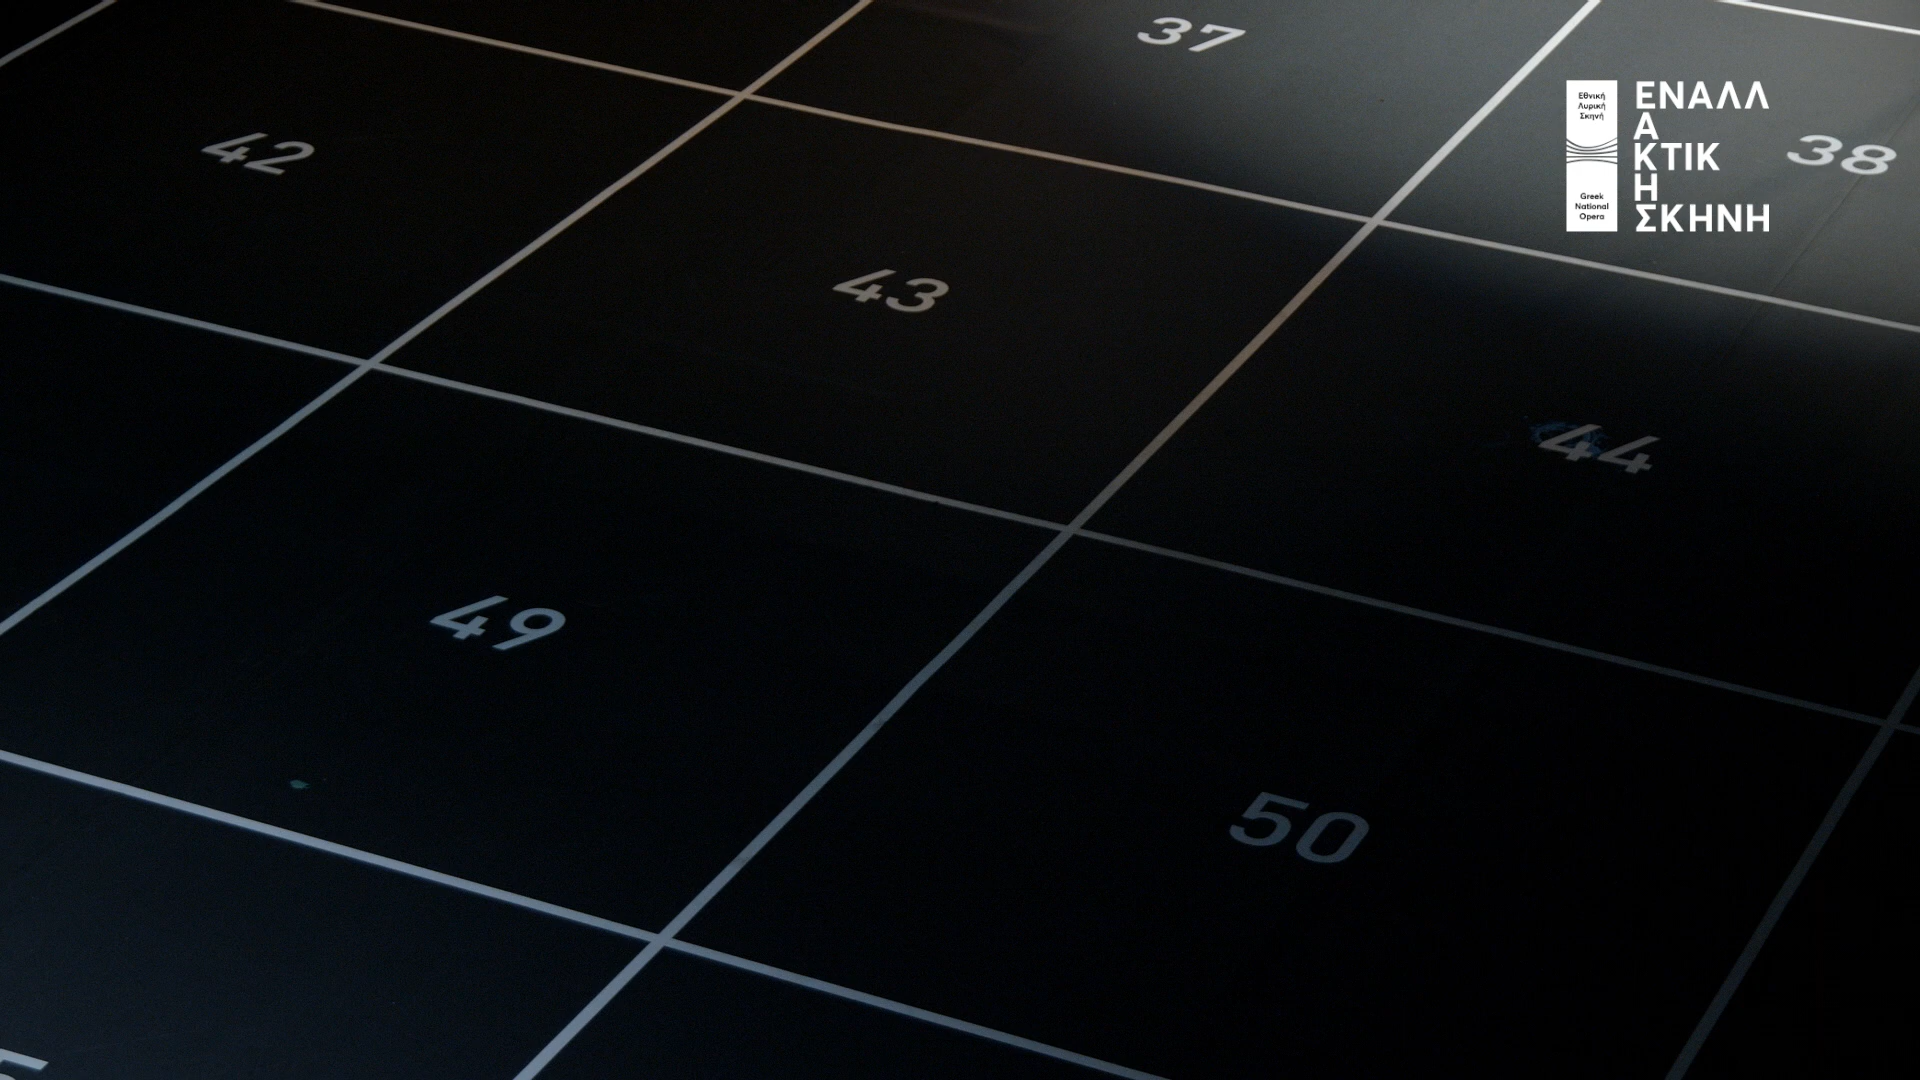 37
38
42
43
44
49
50
Εθνική
Λυρική
Σκηνή
Greek
National
Opera
ΕΝΑΛΛ
Α
ΚΤΙΚ
Η
ΣΚΗΝΗ